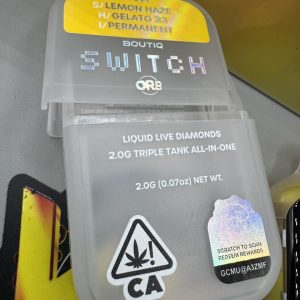 S/LEMON HAZE
H/GELATO 33
I/PERMANENT
BOUTIQ
SWITCH
ORB
LIQUID LIVE DIAMONDS
2.0G TRIPLE TANK ALL-IN-ONE
2.0G (0.07oz) NET WT.
!
CA
SCRATCH TO SCAN
REDEEM REWARDS
GCMU@A3ZMF